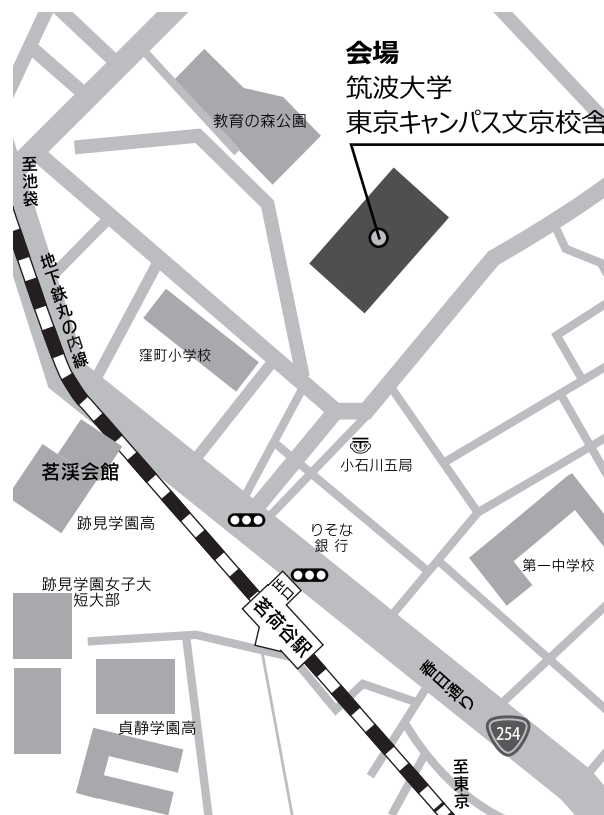 会場
筑波大学
東京キャンパス文京校舎
教育の森公園
至池袋
地下鉄丸の内線
窪町小学校
小石川五局
茗渓会館
跡見学園高
りそな
銀行
第一中学校
跡見学園女子大
短大部
出口
茗荷谷駅
春日通り
254
貞静学園高
至東京